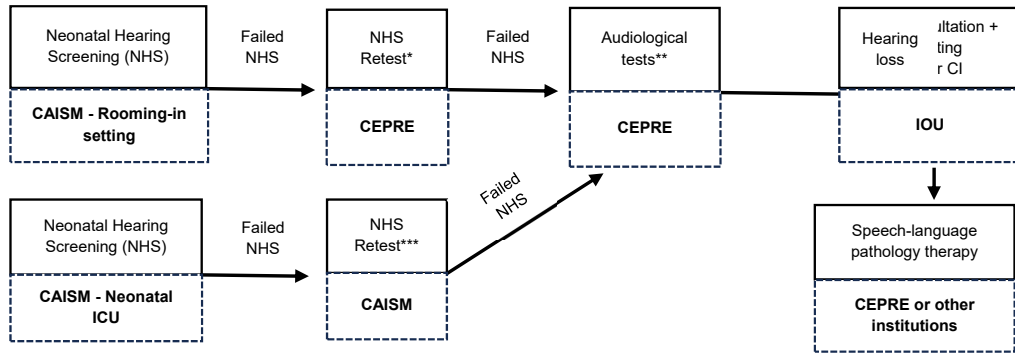 Neonatal Hearing
Screening (NHS)
CAISM - Rooming-in
setting
Failed
NHS
NHS
Retest*
CEPRE
Failed
NHS
Audiological
tests**
CEPRE
Hearing
loss
+
CI
IOU
Neonatal Hearing
Screening (NHS)
CAISM - Neonatal
ICU
Failed
NHS
NHS
Retest***
CAISM
Failed
NHS
Speech-language
pathology therapy
CEPRE or other
institutions